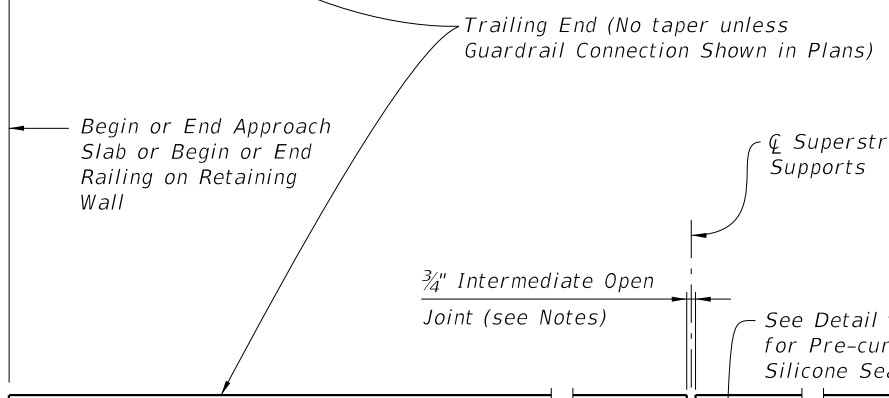 Trailing End (No taper unless
Guardrail Connection Shown in Plans)
Begin or End Approach
Slab or Begin or End
Railing on Retaining
Wall
℄ Superstr
Supports
¾" Intermediate Open
Joint (see Notes)
See Detail
for Pre-cur
Silicone Sea